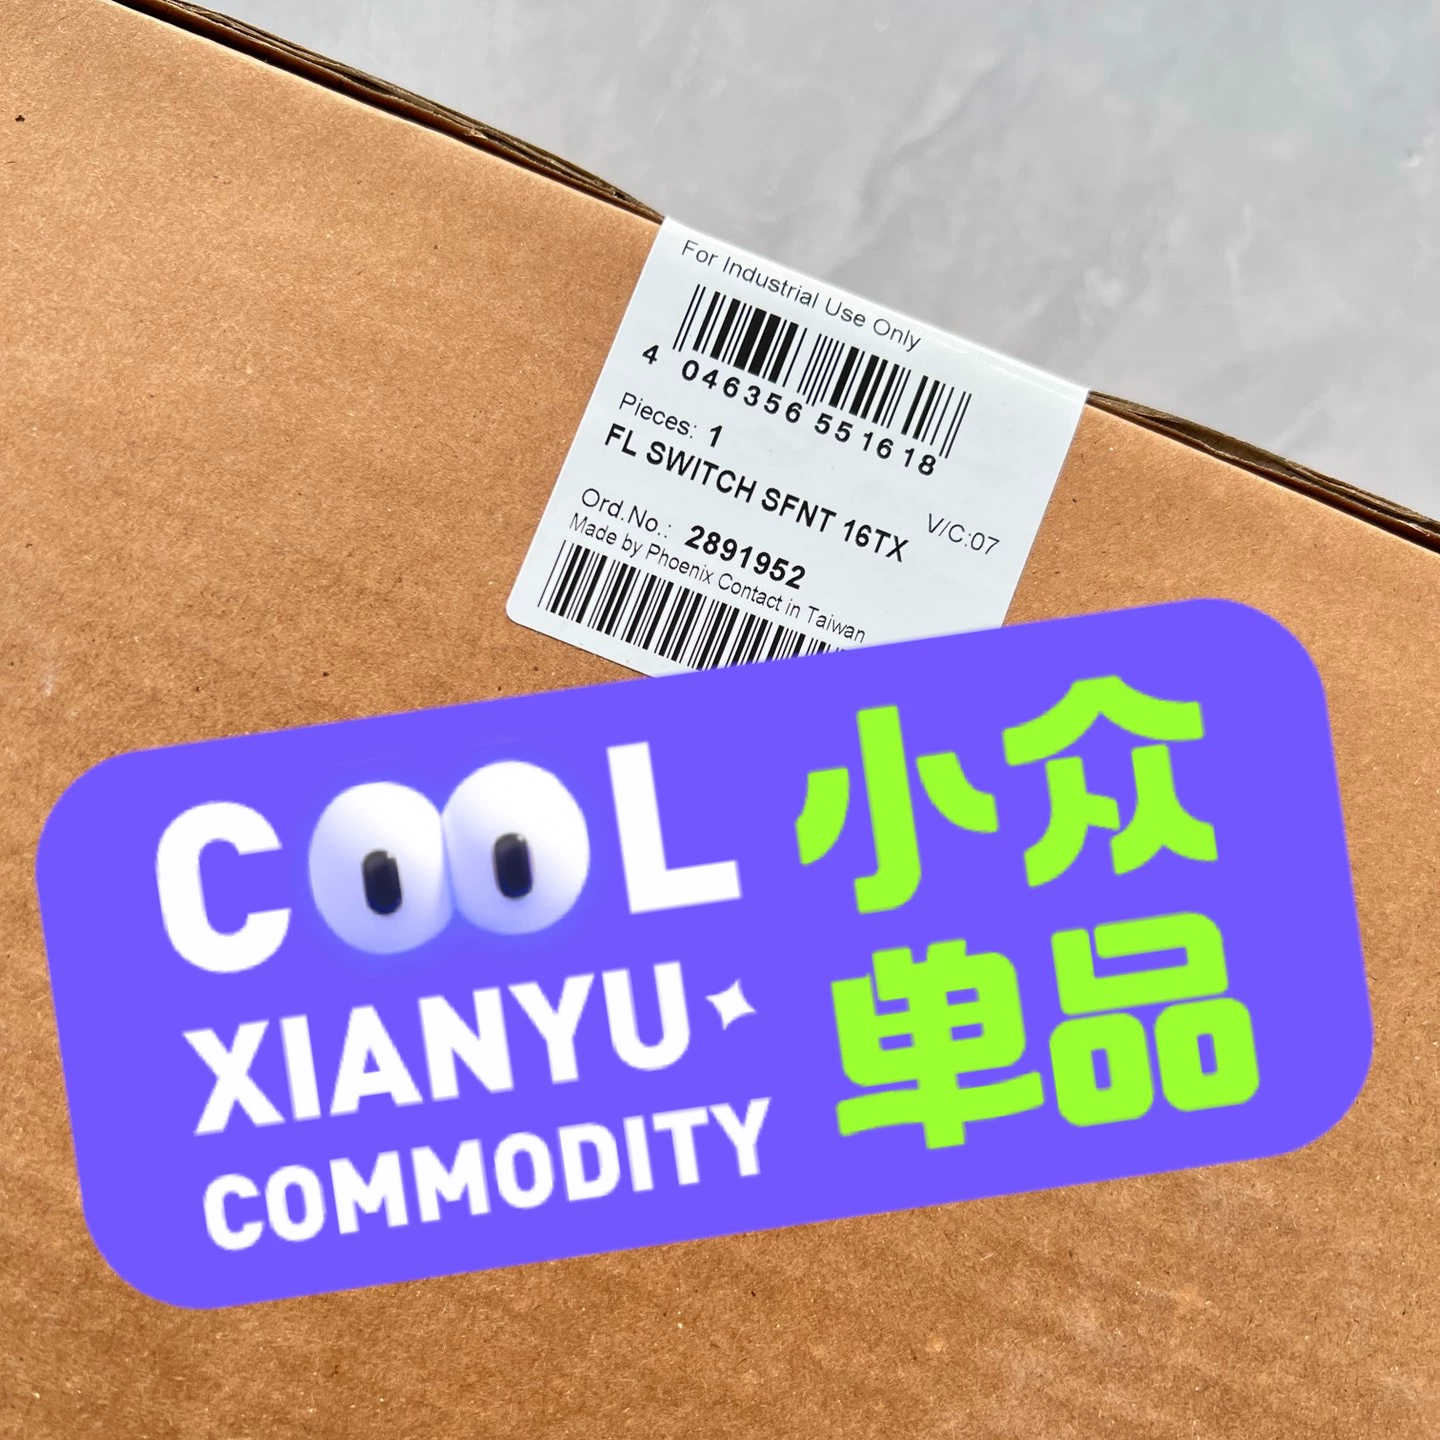 For Industrial Use Only
4 046356 551618
Pieces: 1
FL SWITCH SFNT 16TX
V/C:07
Ord.No.: 2891952
Made by Phoenix Contact in Taiwan
COOL
XIANYU
COMMODITY
小众
单品